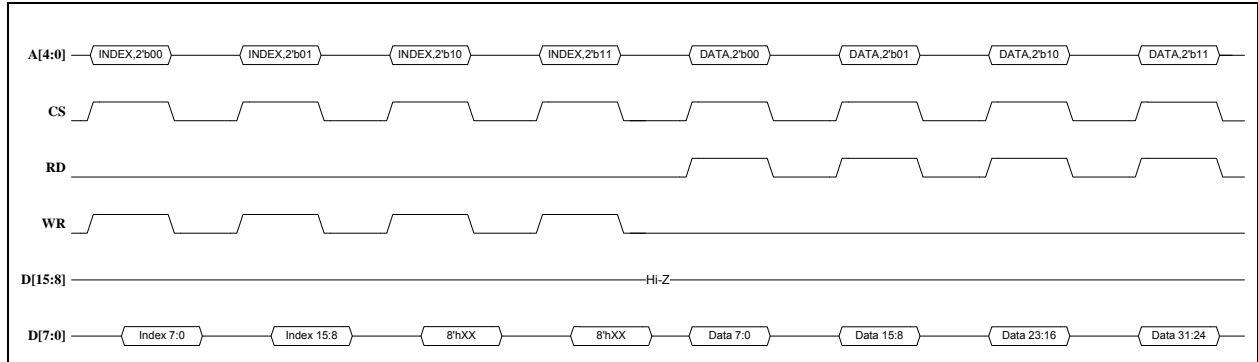 A[4:0] INDEX,2'b00 INDEX,2'b01 INDEX,2'b10 INDEX,2'b11 DATA,2'b00 DATA,2'b01 DATA,2'b10 DATA,2'b11
CS
RD
WR
D[15:8] Hi-Z
D[7:0] Index 7:0 Index 15:8 8'hXX 8'hXX Data 7:0 Data 15:8 Data 23:16 Data 31:24